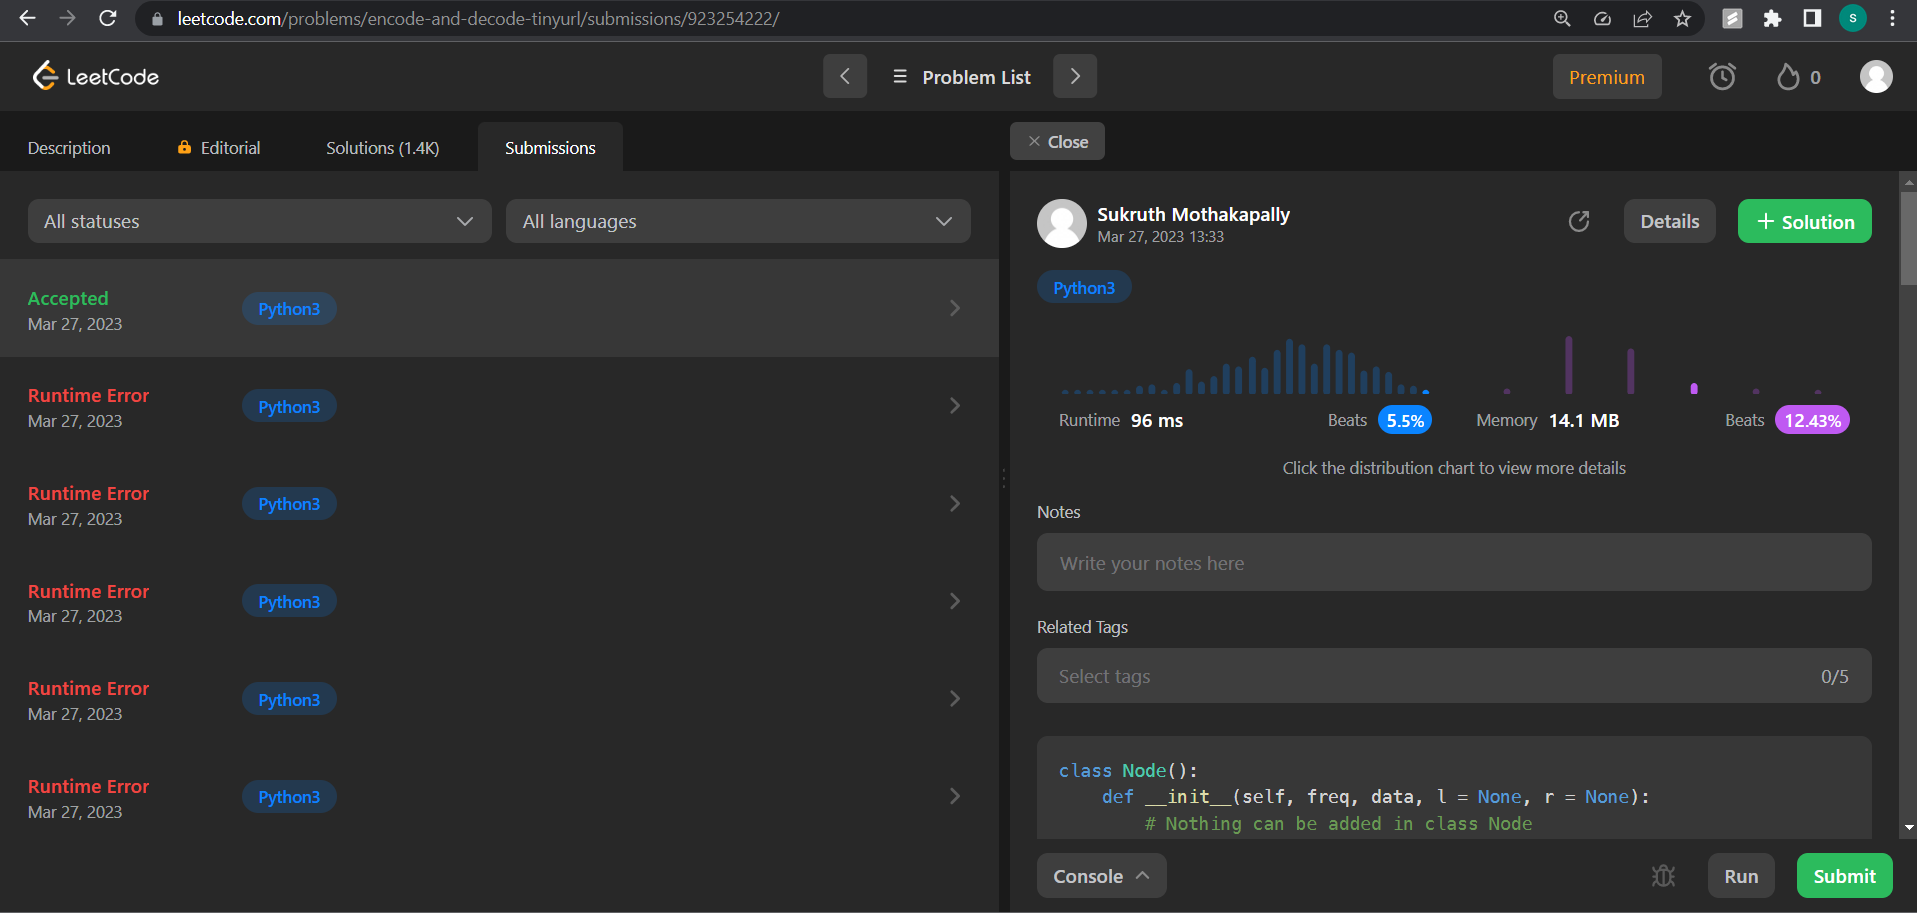 leetcode.com/problems/encode-and-decode-tinyurl/submissions/923254222/
S
LeetCode
Problem List
Premium
0
Description
Editorial
Solutions (1.4K)
Submissions
Close
All statuses
All languages
Accepted
Mar 27, 2023
Python3
Runtime Error
Mar 27, 2023
Python3
Runtime Error
Mar 27, 2023
Python3
Runtime Error
Mar 27, 2023
Python3
Runtime Error
Mar 27, 2023
Python3
Runtime Error
Mar 27, 2023
Python3
Sukruth Mothakapally
Mar 27, 2023 13:33
Details
+ Solution
Python3
Runtime 96 ms
Beats 5.5%
Memory 14.1 MB
Beats 12.43%
Click the distribution chart to view more details
Notes
Write your notes here
Related Tags
Select tags
0/5
class Node():
    def __init__(self, freq, data, l = None, r = None):
        # Nothing can be added in class Node
Console
Run
Submit